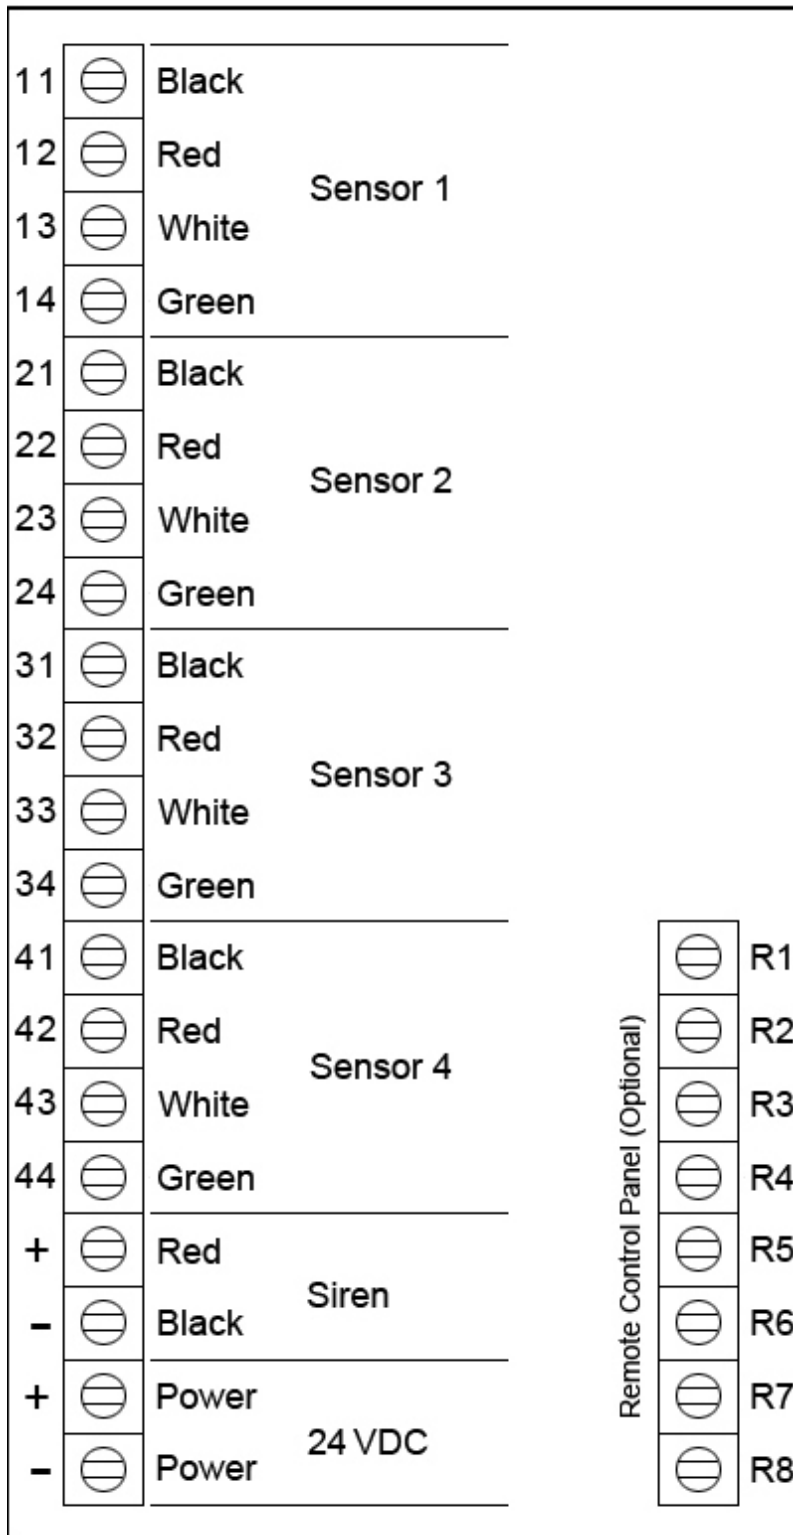 11 Black
12 Red
Sensor 1
13 White
14 Green
21 Black
22 Red
Sensor 2
23 White
24 Green
31 Black
32 Red
Sensor 3
33 White
34 Green
41 Black
42 Red
Sensor 4
43 White
44 Green
+ Red
Siren
- Black
+ Power
24 VDC
- Power
Remote Control Panel (Optional)
R1
R2
R3
R4
R5
R6
R7
R8